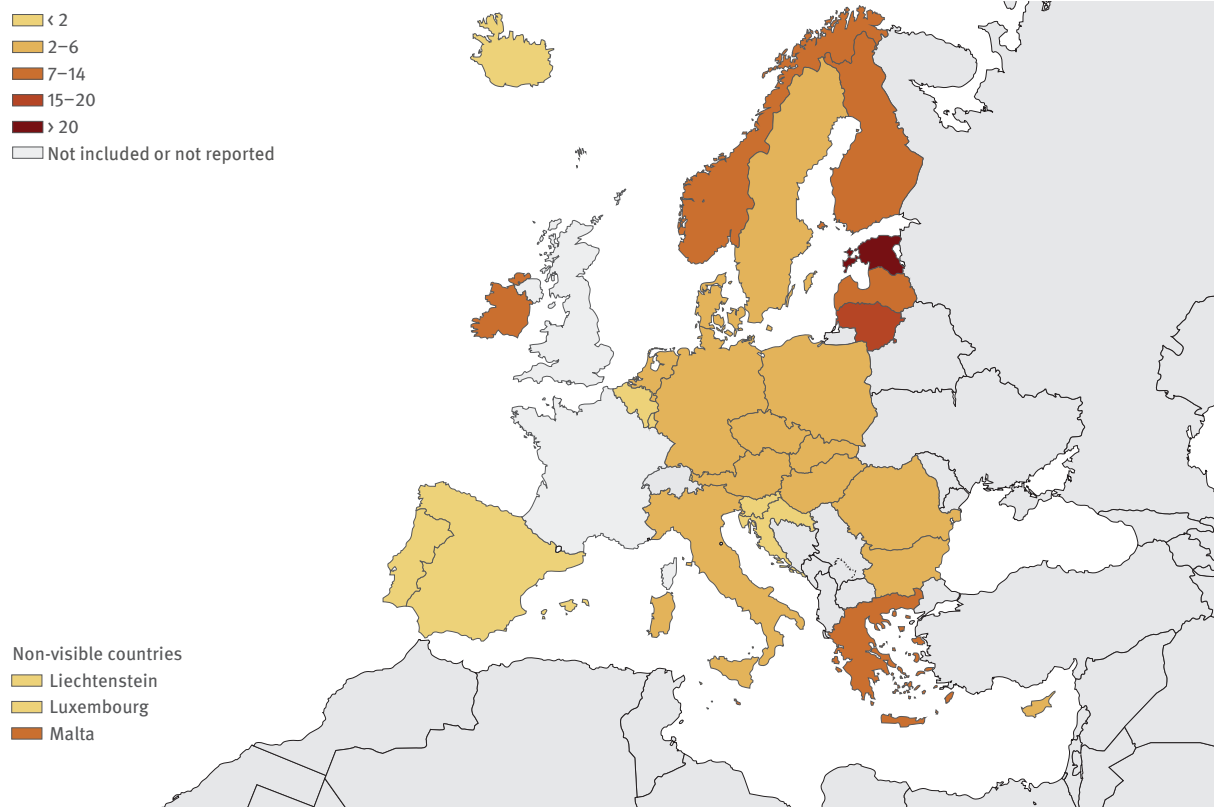 ‹ 2
2–6
7–14
15–20
› 20
Not included or not reported
Non-visible countries
Liechtenstein
Luxembourg
Malta